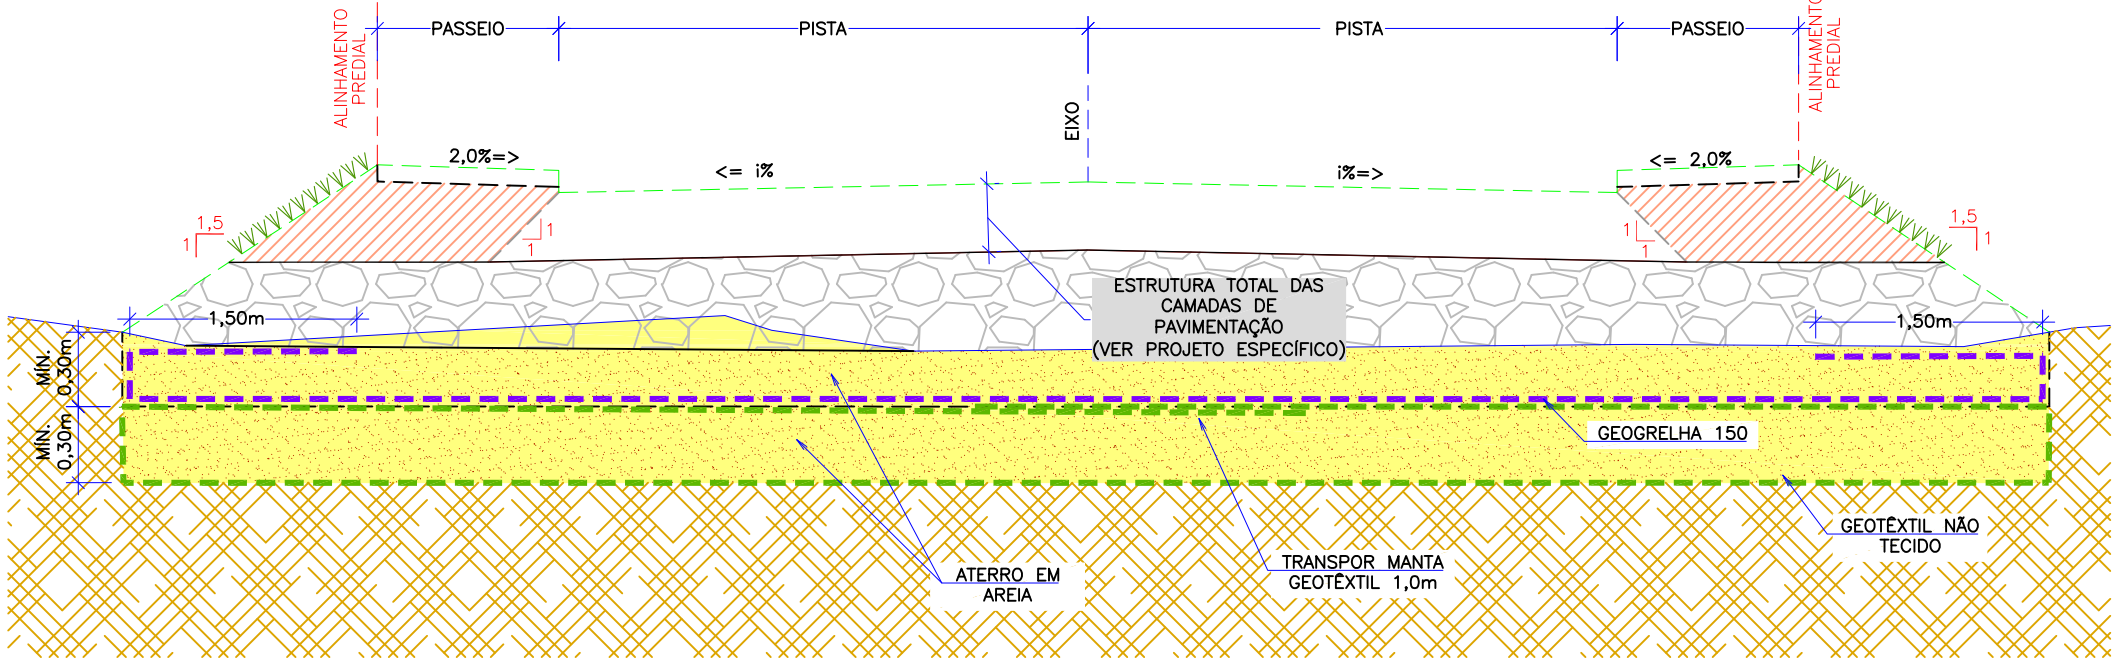 ALINHAMENTO
PREDIAL
PASSEIO
PISTA
PISTA
PASSEIO
ALINHAMENTO
PREDIAL
EIXO
2,0%=>
<= i%
i%=>
<= 2,0%
1,5
1
1
1
1
1
1,5
1
ESTRUTURA TOTAL DAS
CAMADAS DE
PAVIMENTAÇÃO
(VER PROJETO ESPECÍFICO)
1,50m
1,50m
MÍN.
0,30m
MÍN.
0,30m
GEOGRELHA 150
GEOTÊXTIL NÃO
TECIDO
TRANSPOR MANTA
GEOTÊXTIL 1,0m
ATERRO EM
AREIA